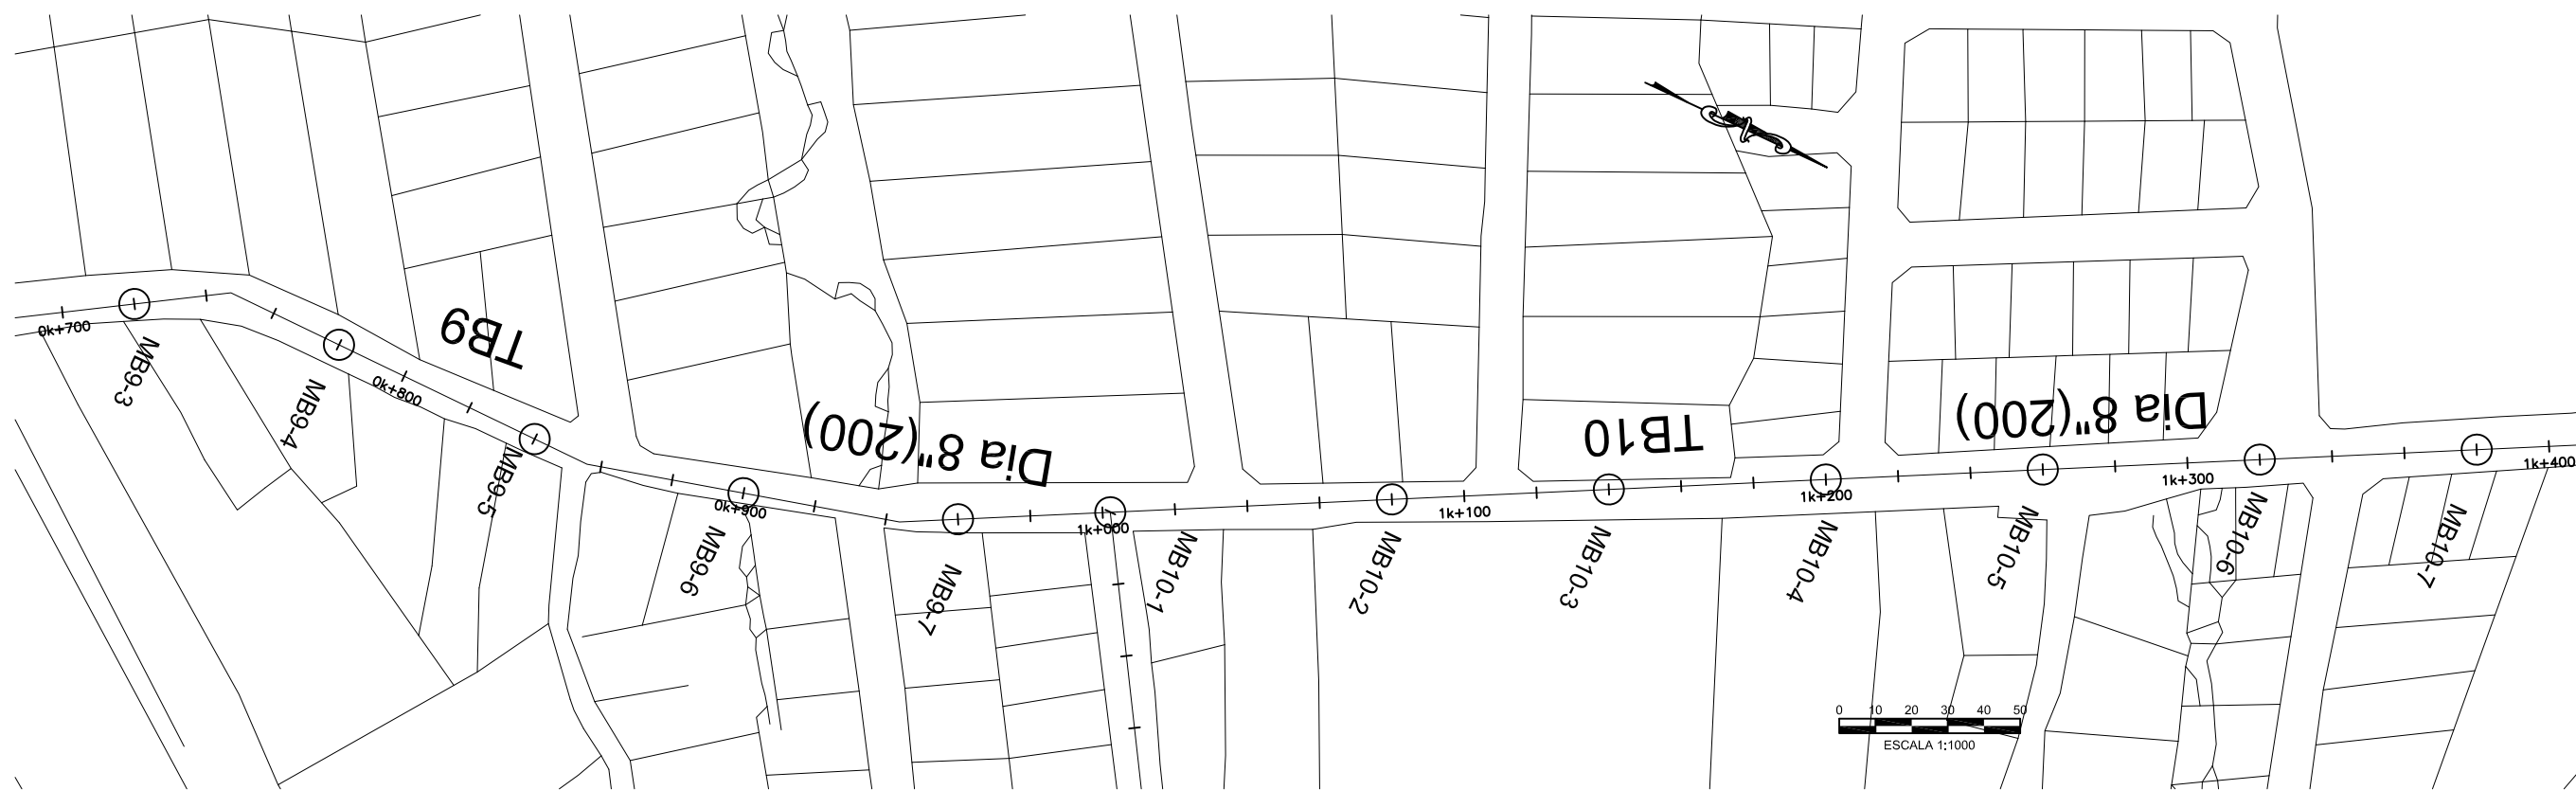 0k+700
MB9-3
MB9-4
0k+800
TB9
MB9-5
Dia 8"(200)
0k+900
MB9-6
MB9-7
1k+000
MB10-1
MB10-2
1k+100
MB10-3
TB10
1k+200
MB10-4
Dia 8"(200)
MB10-5
1k+300
MB10-6
MB10-7
1k+400
0 10 20 30 40 50
ESCALA 1:1000